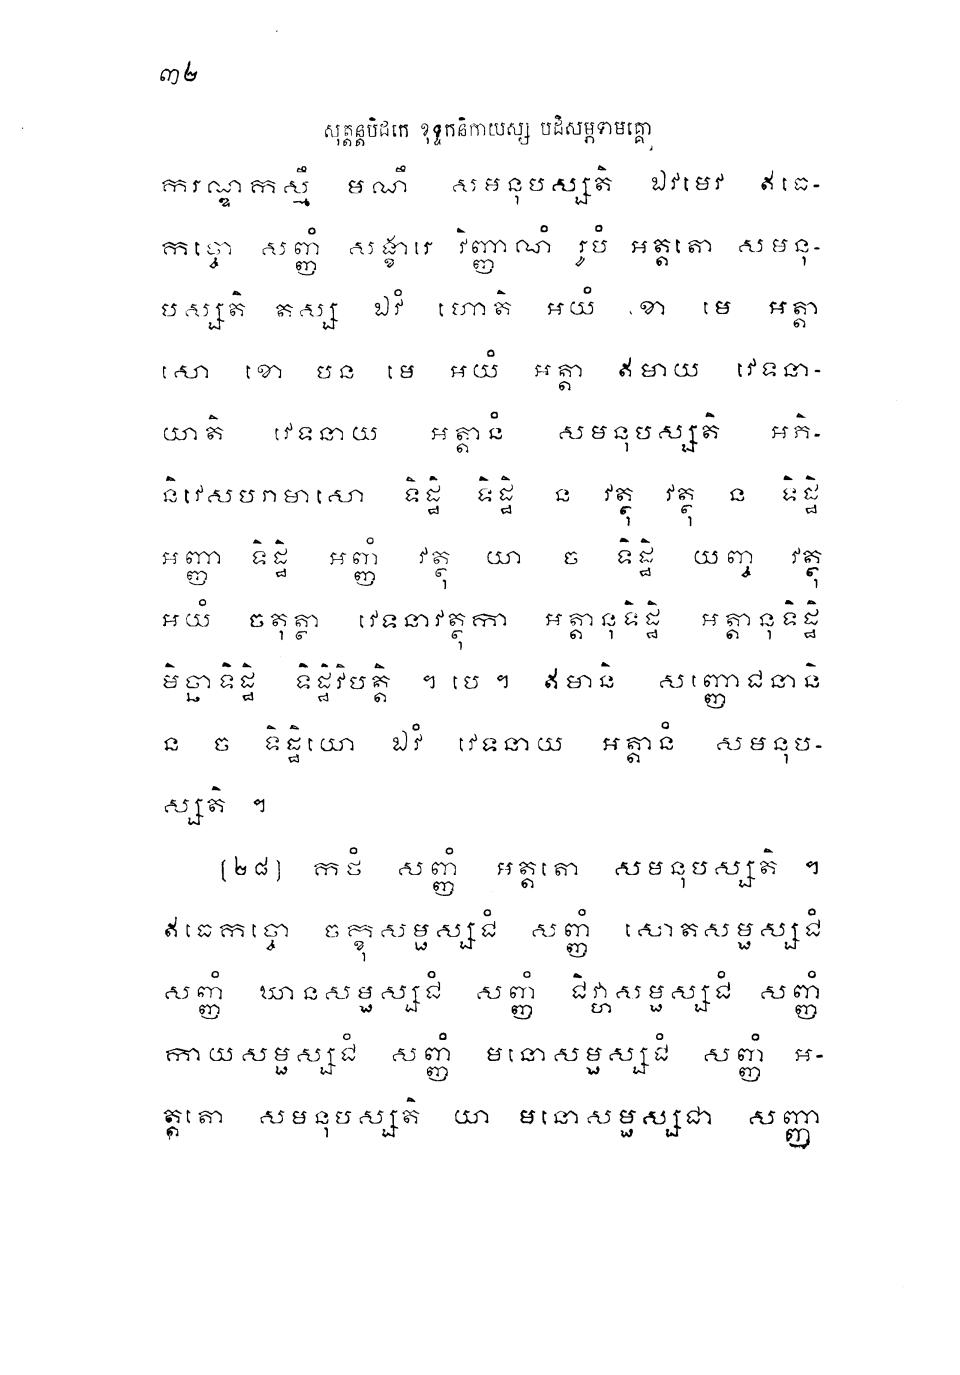 ៣២
សុត្តន្តបិដកេ ខុទ្ទកនិកាយស្ស បដិសម្ភិទាមគ្គោ
ករណ្ឌកស្មឹ មណឹ សមនុបស្សតិ ឯវមេវ ឥធេ-
កច្ចោ សញ្ញំ សង្ខារេ វិញ្ញាណំ រូបំ អត្តតោ សមនុ-
បស្សតិ តស្ស ឯវំ ហោតិ អយំ ខោ មេ អត្តា
សោ ខោ បន មេ អយំ អត្តា ឥមាយ វេទនា-
យាតិ វេទនាយ អត្តានំ សមនុបស្សតិ អភិ-
និវេសបរាមាសោ ទិដ្ឋិ ទិដ្ឋិ ន វត្ថុ វត្ថុ ន ទិដ្ឋិ
អញ្ញា ទិដ្ឋិ អញ្ញំ វត្ថុ យា ច ទិដ្ឋិ យញ្ច វត្ថុ
អយំ ចតុត្ថា វេទនាវត្ថុកា អត្តានុទិដ្ឋិ អត្តានុទិដ្ឋិ
មិច្ឆាទិដ្ឋិ ទិដ្ឋិវិបត្តិ ។ បេ ។ ឥមានិ សញ្ញោជនានិ
ន ច ទិដ្ឋិយោ ឯវំ វេទនាយ អត្តានំ សមនុប-
ស្សតិ ។
(២៨) កថំ សញ្ញំ អត្តតោ សមនុបស្សតិ ។
ឥធេកច្ចោ ចក្ខុសម្ផស្សជំ សញ្ញំ សោតសម្ផស្សជំ
សញ្ញំ ឃានសម្ផស្សជំ សញ្ញំ ជិវ្ហាសម្ផស្សជំ សញ្ញំ
កាយសម្ផស្សជំ សញ្ញំ មនោសម្ផស្សជំ សញ្ញំ អ-
ត្តតោ សមនុបស្សតិ យា មនោសម្ផស្សជា សញ្ញា